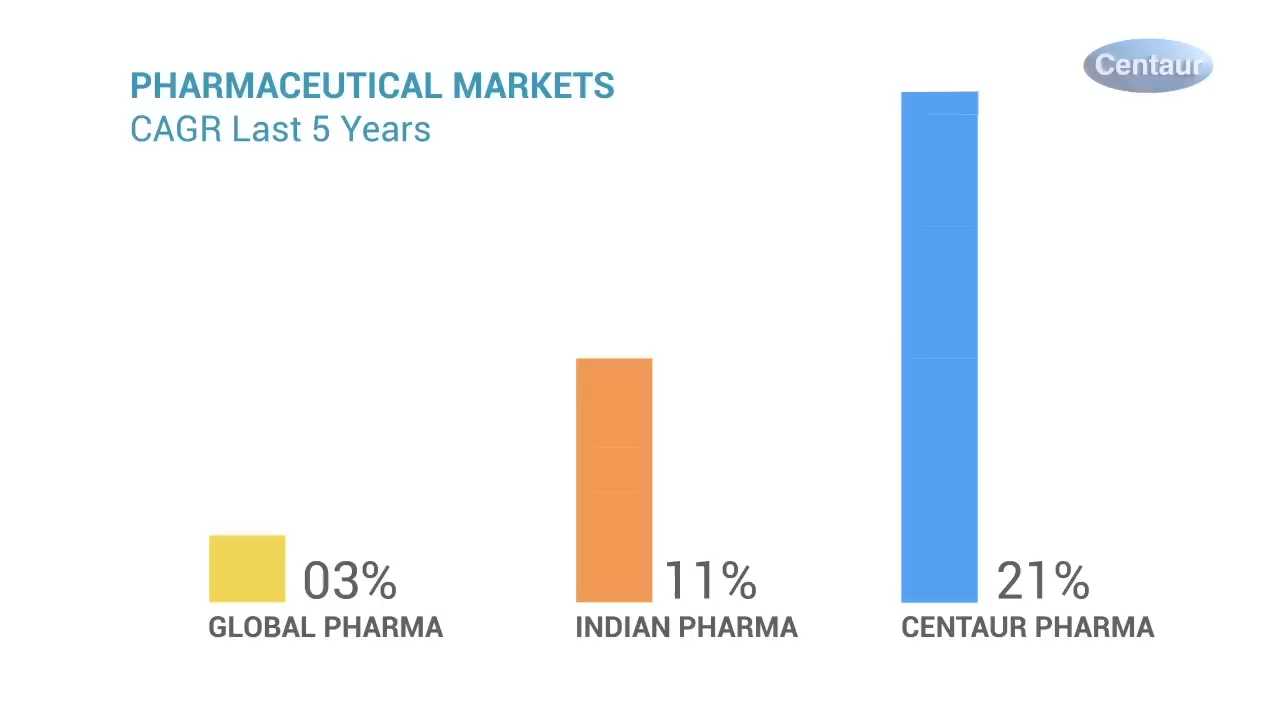 PHARMACEUTICAL MARKETS
CAGR Last 5 Years
Centaur
03%
GLOBAL PHARMA
11%
INDIAN PHARMA
21%
CENTAUR PHARMA